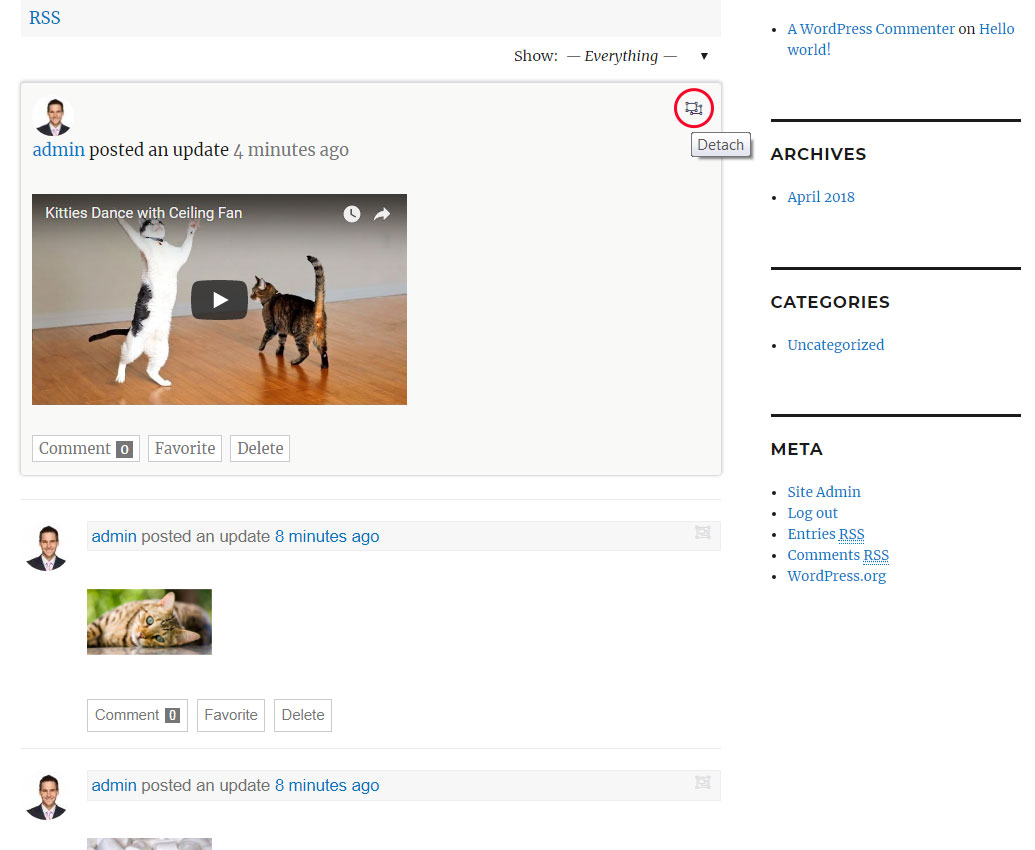 RSS
Show: — Everything — ▼
admin posted an update 4 minutes ago
Detach
Kitties Dance with Ceiling Fan
Comment 0 Favorite Delete
admin posted an update 8 minutes ago
Comment 0 Favorite Delete
admin posted an update 8 minutes ago
A WordPress Commenter on Hello
world!
ARCHIVES
April 2018
CATEGORIES
Uncategorized
META
Site Admin
Log out
Entries RSS
Comments RSS
WordPress.org